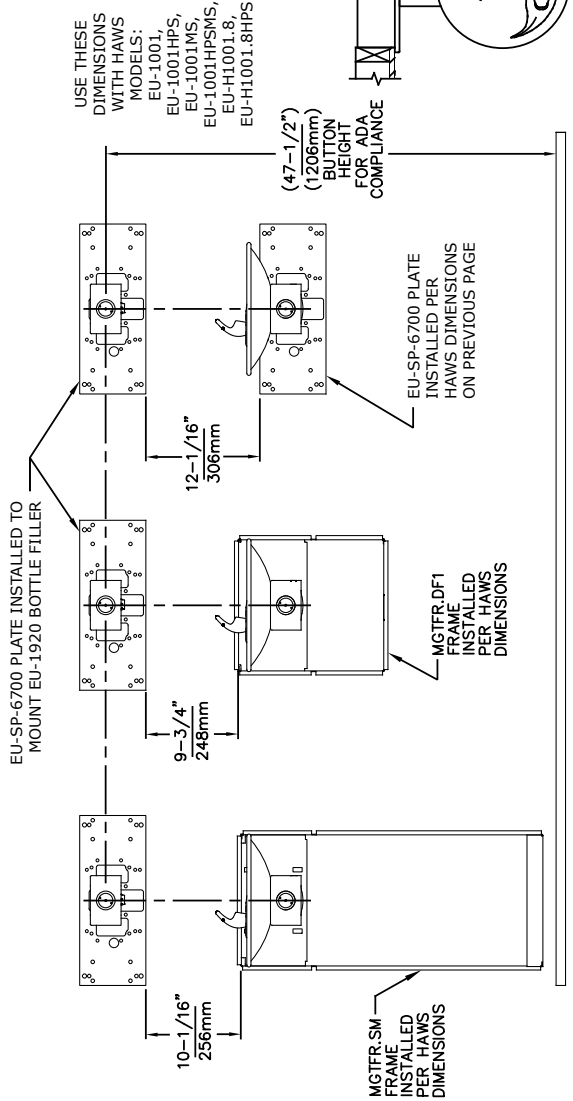 EU-SP-6700 PLATE INSTALLED TO
MOUNT EU-1920 BOTTLE FILLER
USE THESE
DIMENSIONS
WITH HAWS
MODELS:
EU-1001,
EU-1001HPS,
EU-1001MS,
EU-1001HPSMS,
EU-H1001.8,
EU-H1001.8HPS
10-1/16"
256mm
9-3/4"
248mm
12-1/16"
306mm
(47-1/2")
(1206mm)
BUTTON
HEIGHT
FOR ADA
COMPLIANCE
MGTFR.SM
FRAME
INSTALLED
PER HAWS
DIMENSIONS
MGTFR.DF1
FRAME
INSTALLED
PER HAWS
DIMENSIONS
EU-SP-6700 PLATE
INSTALLED PER
HAWS DIMENSIONS
ON PREVIOUS PAGE